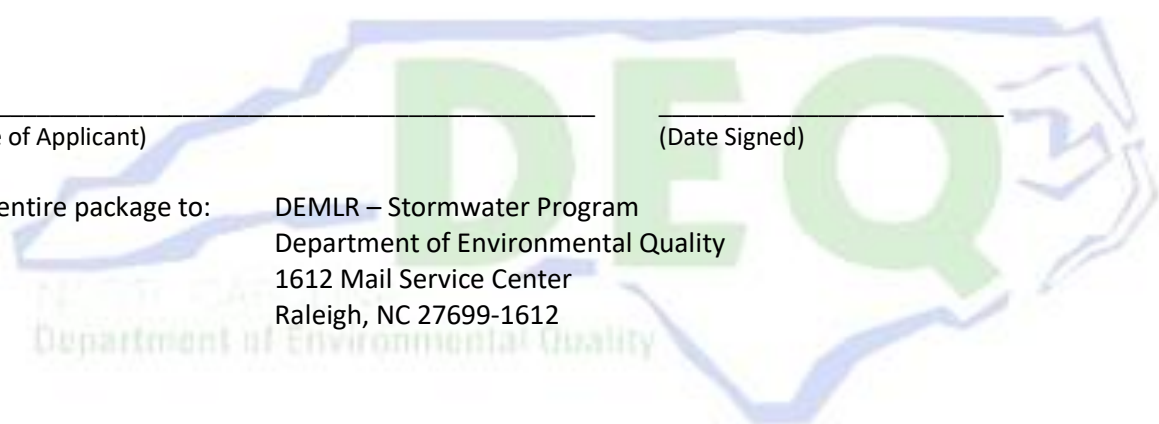 DEQ
e of Applicant)
(Date Signed)
entire package to:
DEMLR – Stormwater Program
Department of Environmental Quality
1612 Mail Service Center
Raleigh, NC 27699-1612
Department of Environmental Quality